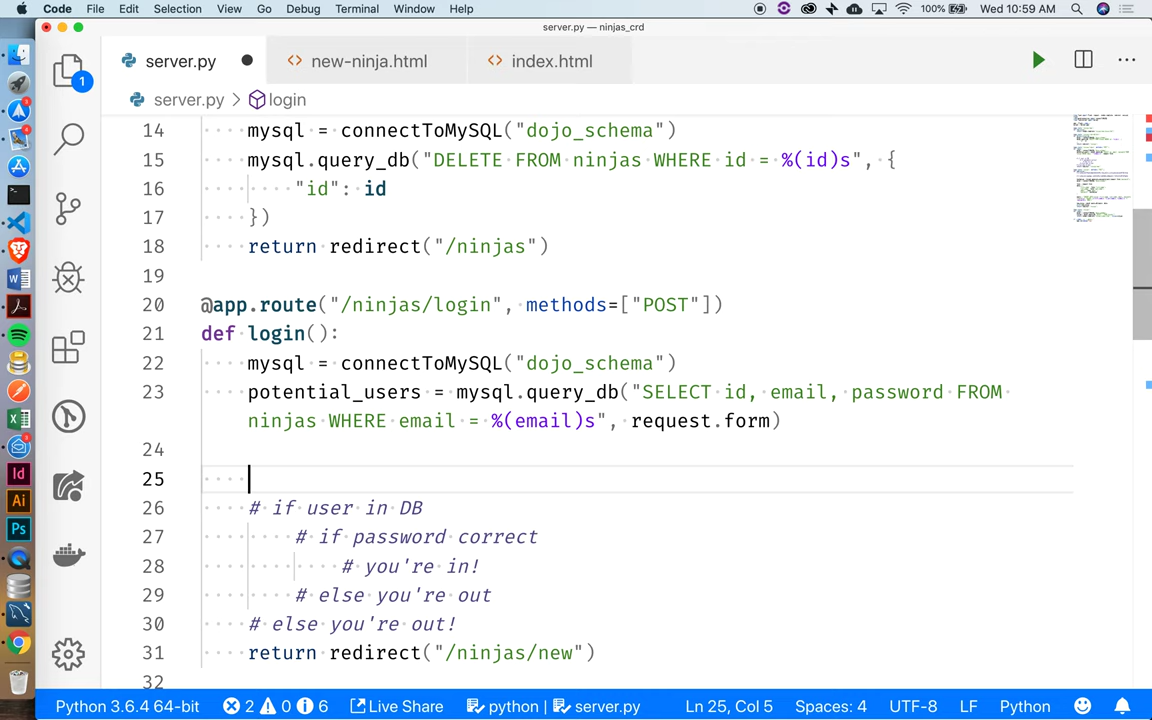 Code File Edit Selection View Go Debug Terminal Window Help 100% Wed 10:59 AM
server.py — ninjas_crd
server.py new-ninja.html index.html
server.py > login
14 mysql = connectToMySQL("dojo_schema")
15 mysql.query_db("DELETE FROM ninjas WHERE id = %(id)s", {
16 "id": id
17 })
18 return redirect("/ninjas")
19
20 @app.route("/ninjas/login", methods=["POST"])
21 def login():
22 mysql = connectToMySQL("dojo_schema")
23 potential_users = mysql.query_db("SELECT id, email, password FROM
ninjas WHERE email = %(email)s", request.form)
24
25
26 # if user in DB
27 # if password correct
28 # you're in!
29 # else you're out
30 # else you're out!
31 return redirect("/ninjas/new")
32
1
Id
Ai
Ps
Python 3.6.4 64-bit 2 0 6 Live Share python | server.py Ln 25, Col 5 Spaces: 4 UTF-8 LF Python